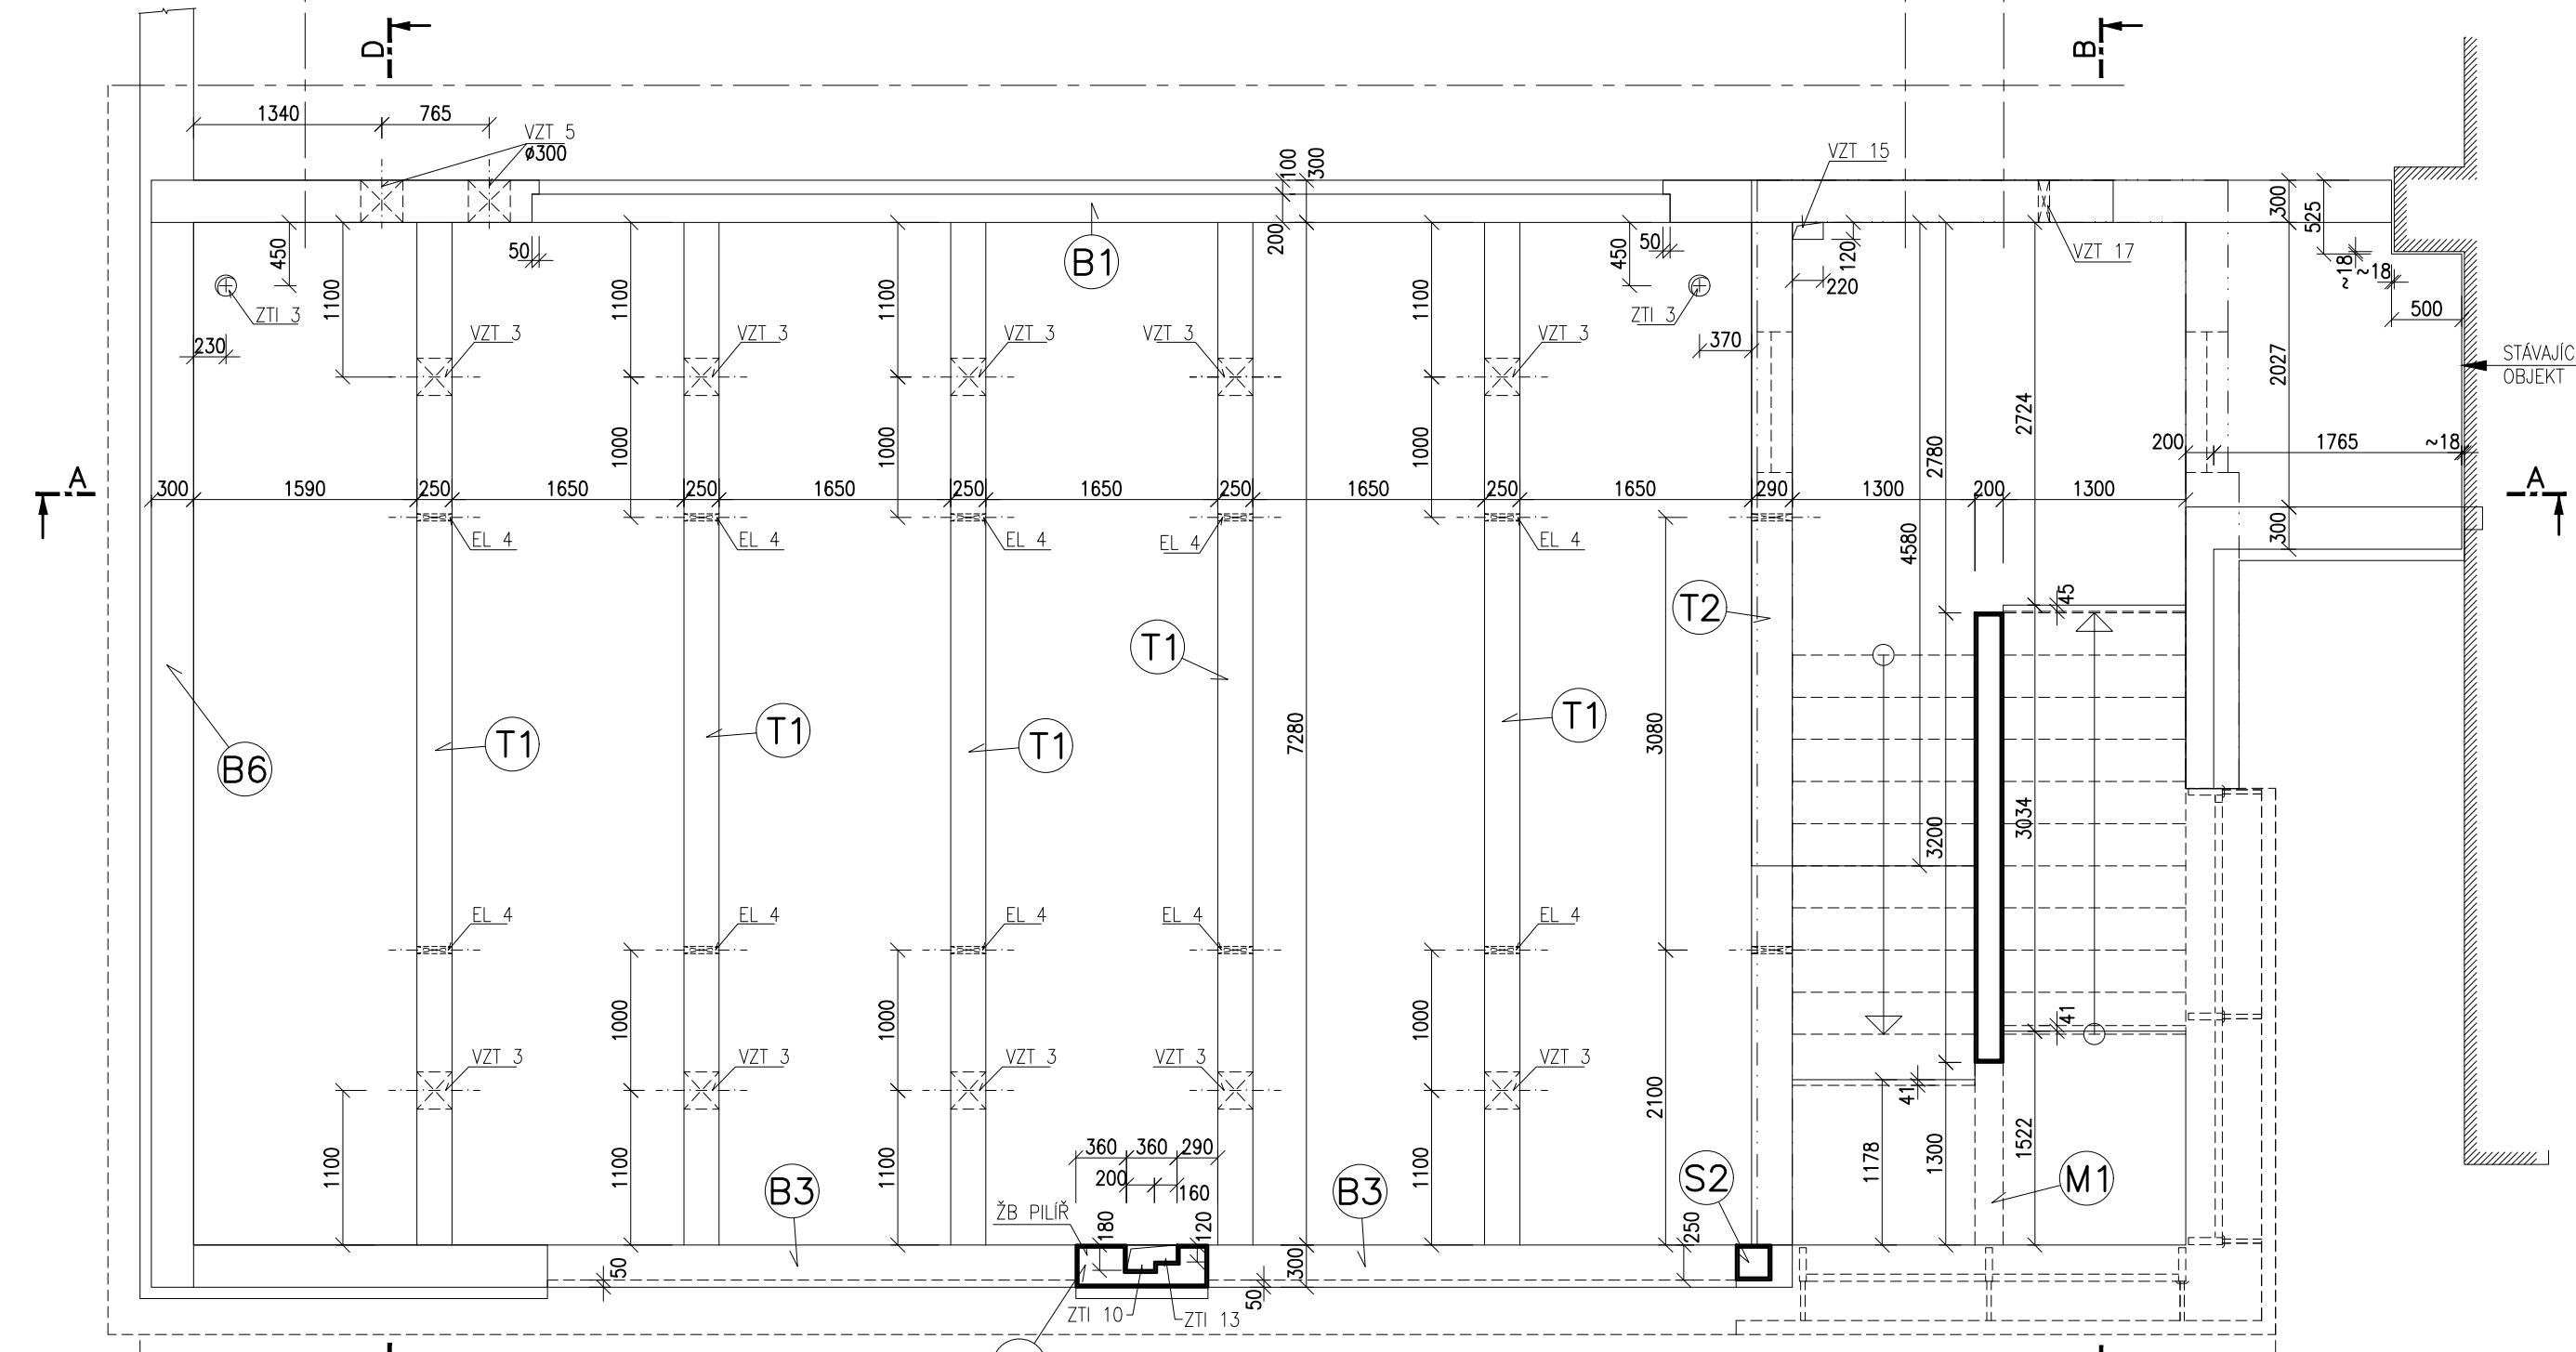 D
B
1340
765
VZT 5
ø300
100
300
VZT 15
300
525
450
50
200
B1
1100
1100
1100
1100
450
50
120
220
VZT 17
~18
~18
500
ZTI 3
ZTI 3
230
370
VZT 3
VZT 3
VZT 3
VZT 3
VZT 3
2027
STÁVAJÍC
OBJEKT
1000
1000
1000
2724
2780
200
1765
~18
A
A
300
1590
250
1650
250
1650
250
1650
250
1650
250
1650
290
1300
200
1300
EL 4
EL 4
EL 4
EL 4
EL 4
4580
300
45
T2
T1
T1
T1
T1
T1
B6
7280
3080
3200
3034
EL 4
EL 4
EL 4
EL 4
EL 4
1000
1000
1000
41
VZT 3
VZT 3
VZT 3
VZT 3
VZT 3
41
2100
1100
1100
1100
1100
360
360
290
200
160
1178
1300
1522
B3
B3
S2
M1
ŽB PILÍŘ
180
120
250
50
300
50
ZTI 10
ZTI 13